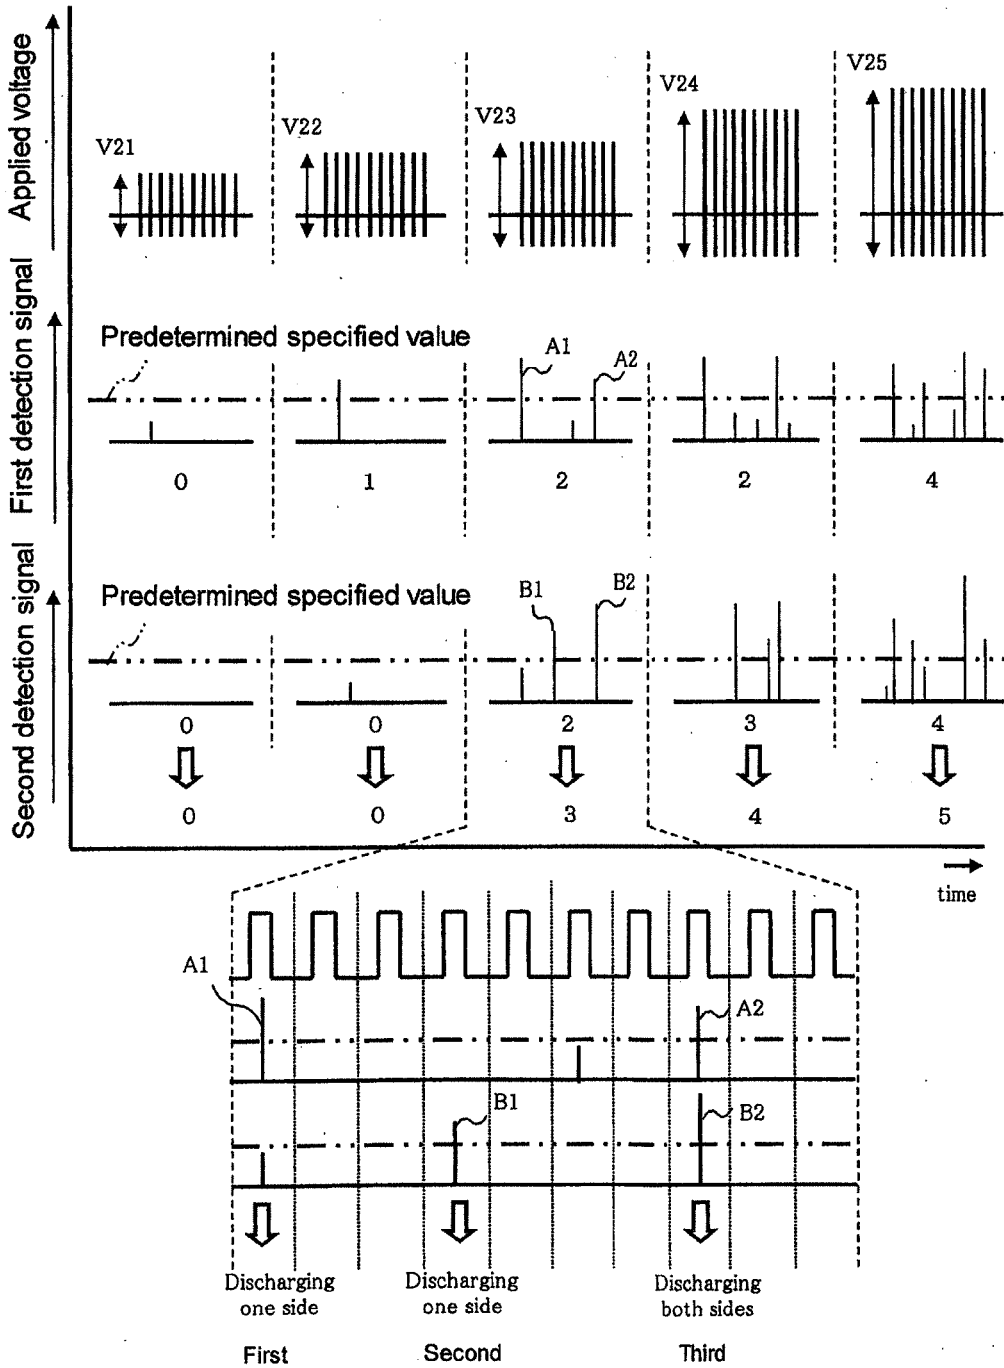 Applied voltage
V21
V22
V23
V24
V25
First detection signal
Predetermined specified value
A1
A2
0
1
2
2
4
Second detection signal
Predetermined specified value
B1
B2
0
0
2
3
4
0
0
3
4
5
time
A1
A2
B1
B2
Discharging
one side
Discharging
one side
Discharging
both sides
First
Second
Third